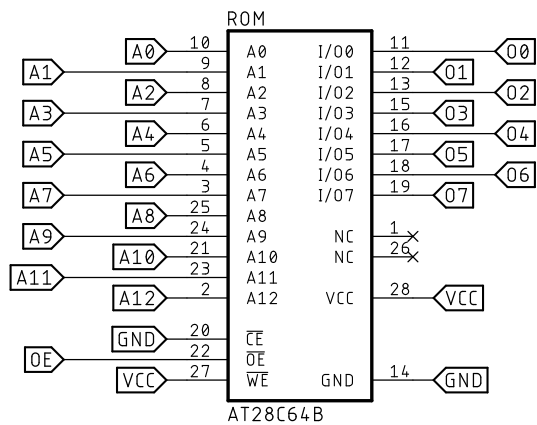 ROM
A0 10 A0 I/O0 11 O0
A1 9 A1 I/O1 12 O1
A2 8 A2 I/O2 13 O2
A3 7 A3 I/O3 15 O3
A4 6 A4 I/O4 16 O4
A5 5 A5 I/O5 17 O5
A6 4 A6 I/O6 18 O6
A7 3 A7 I/O7 19 O7
A8 25 A8
A9 24 A9 NC 1
A10 21 A10 NC 26
A11 23 A11
A12 2 A12 VCC 28 VCC
GND 20 C̅E̅
OE 22 O̅E̅
VCC 27 W̅E̅ GND 14 GND
AT28C64B